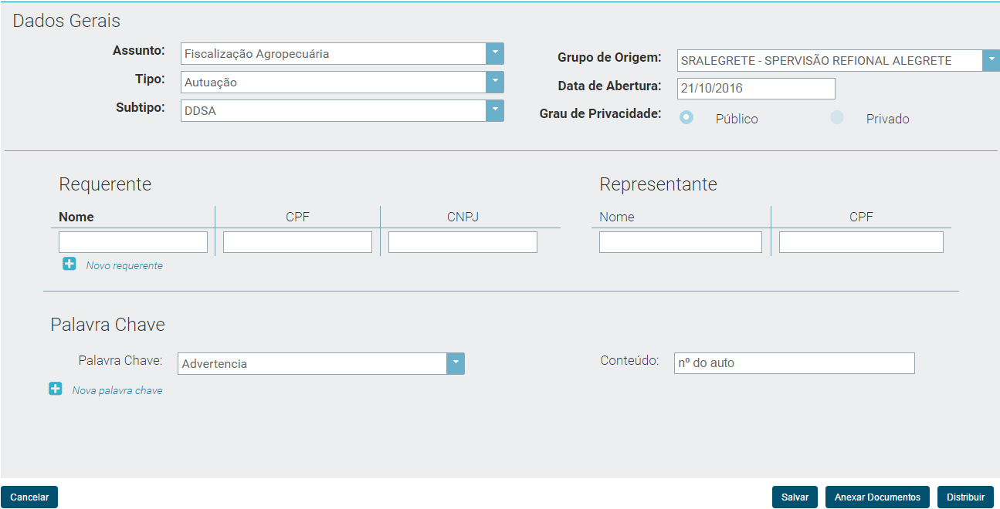 Dados Gerais
Assunto: Fiscalização Agropecuária
Tipo: Autuação
Subtipo: DDSA
Grupo de Origem: SRALEGRETE - SPERVISÃO REFIONAL ALEGRETE
Data de Abertura: 21/10/2016
Grau de Privacidade: Público Privado
Requerente
Nome CPF CNPJ
Novo requerente
Representante
Nome CPF
Palavra Chave
Palavra Chave: Advertencia
Conteúdo: nº do auto
Nova palavra chave
Cancelar Salvar Anexar Documentos Distribuir